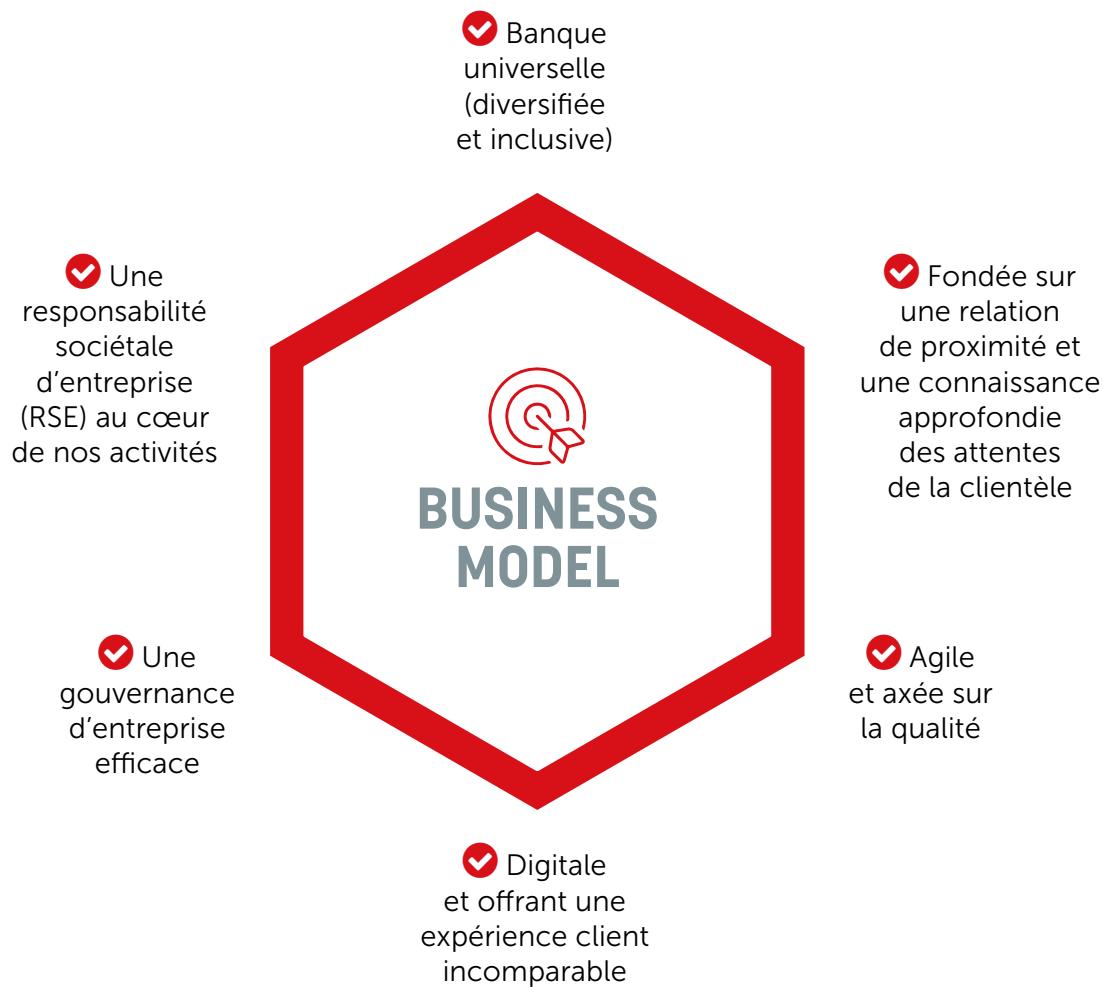 Banque
universelle
(diversifiée
et inclusive)
Une
responsabilité
sociétale
d'entreprise
(RSE) au cœur
de nos activités
Fondée sur
une relation
de proximité et
une connaissance
approfondie
des attentes
de la clientèle
BUSINESS
MODEL
Une
gouvernance
d'entreprise
efficace
Agile
et axée sur
la qualité
Digitale
et offrant une
expérience client
incomparable